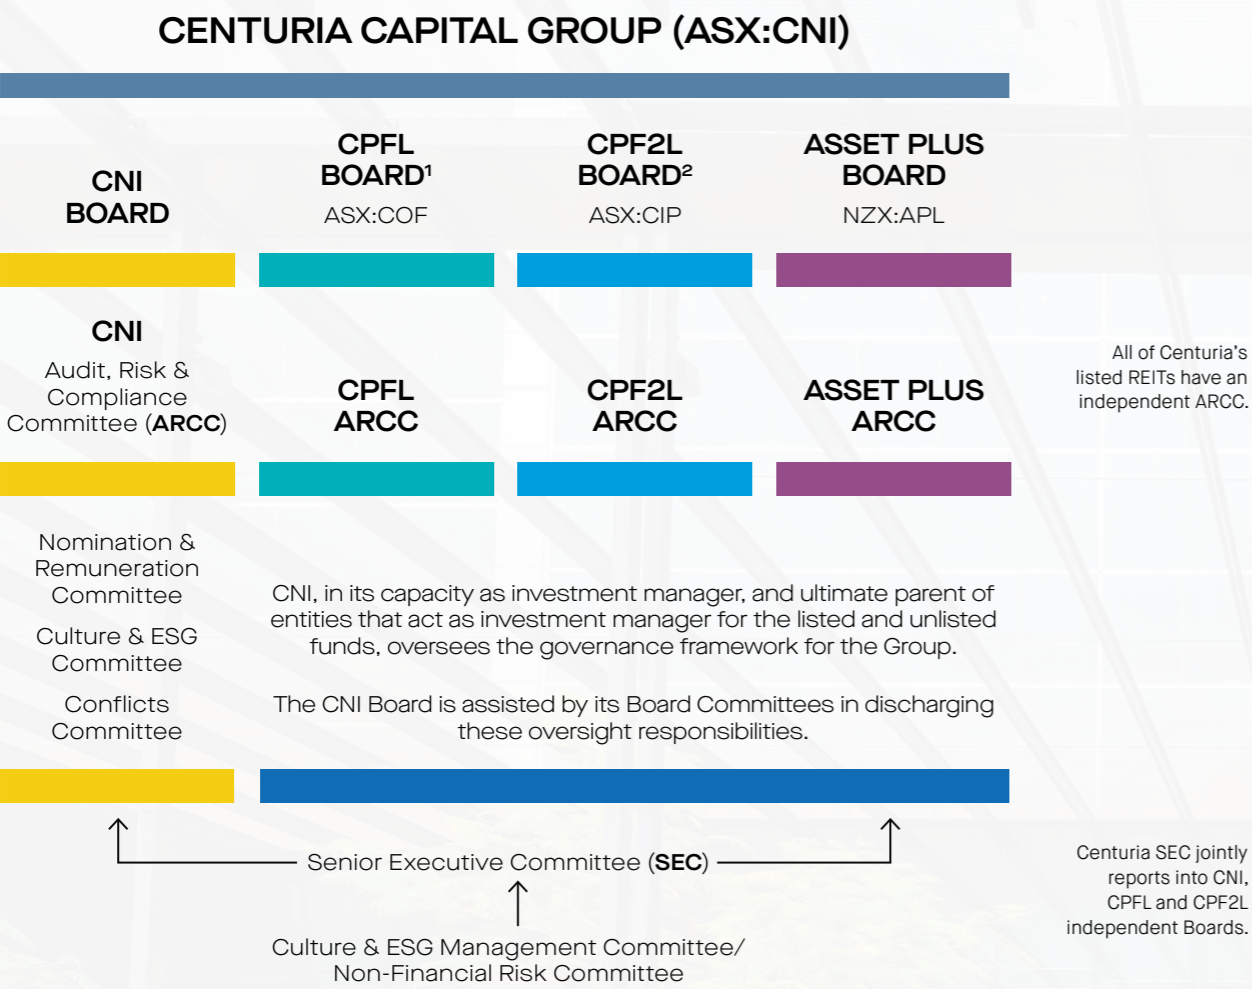 CENTURIA CAPITAL GROUP (ASX:CNI)
CNI
BOARD
CPFL
BOARD¹
ASX:COF
CPF2L
BOARD²
ASX:CIP
ASSET PLUS
BOARD
NZX:APL
CNI
Audit, Risk &
Compliance
Committee (ARCC)
CPFL
ARCC
CPF2L
ARCC
ASSET PLUS
ARCC
All of Centuria's
listed REITs have an
independent ARCC.
Nomination &
Remuneration
Committee
Culture & ESG
Committee
Conflicts
Committee
CNI, in its capacity as investment manager, and ultimate parent of
entities that act as investment manager for the listed and unlisted
funds, oversees the governance framework for the Group.
The CNI Board is assisted by its Board Committees in discharging
these oversight responsibilities.
Senior Executive Committee (SEC)
Culture & ESG Management Committee/
Non-Financial Risk Committee
Centuria SEC jointly
reports into CNI,
CPFL and CPF2L
independent Boards.